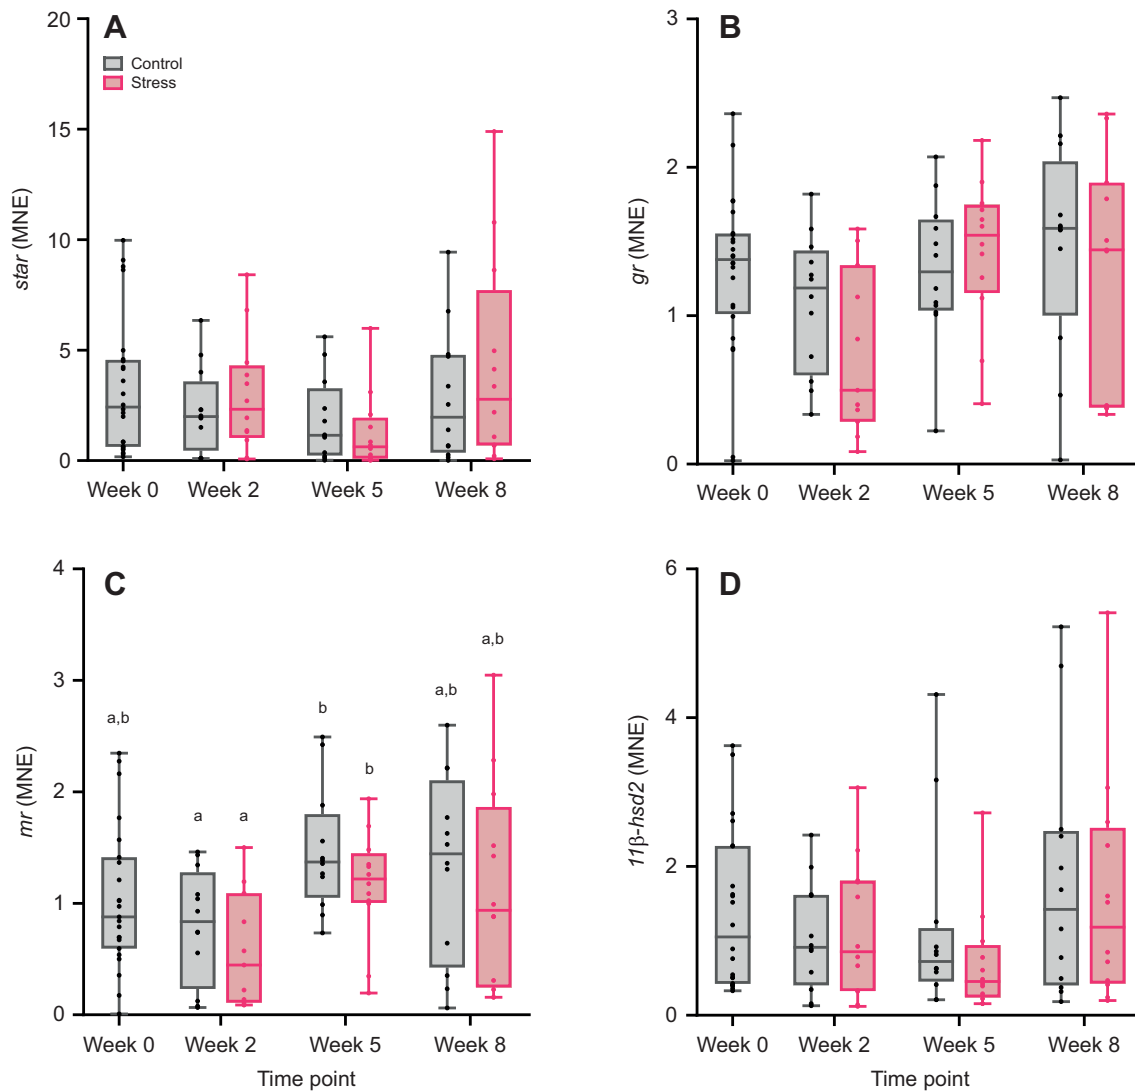 A
Control
Stress
star (MNE)
20
15
10
5
0
Week 0 Week 2 Week 5 Week 8
B
gr (MNE)
3
2
1
0
Week 0 Week 2 Week 5 Week 8
C
mr (MNE)
4
3
2
1
0
a,b
a
a
b
b
a,b
a,b
Week 0 Week 2 Week 5 Week 8
Time point
D
11β-hsd2 (MNE)
6
4
2
0
Week 0 Week 2 Week 5 Week 8
Time point